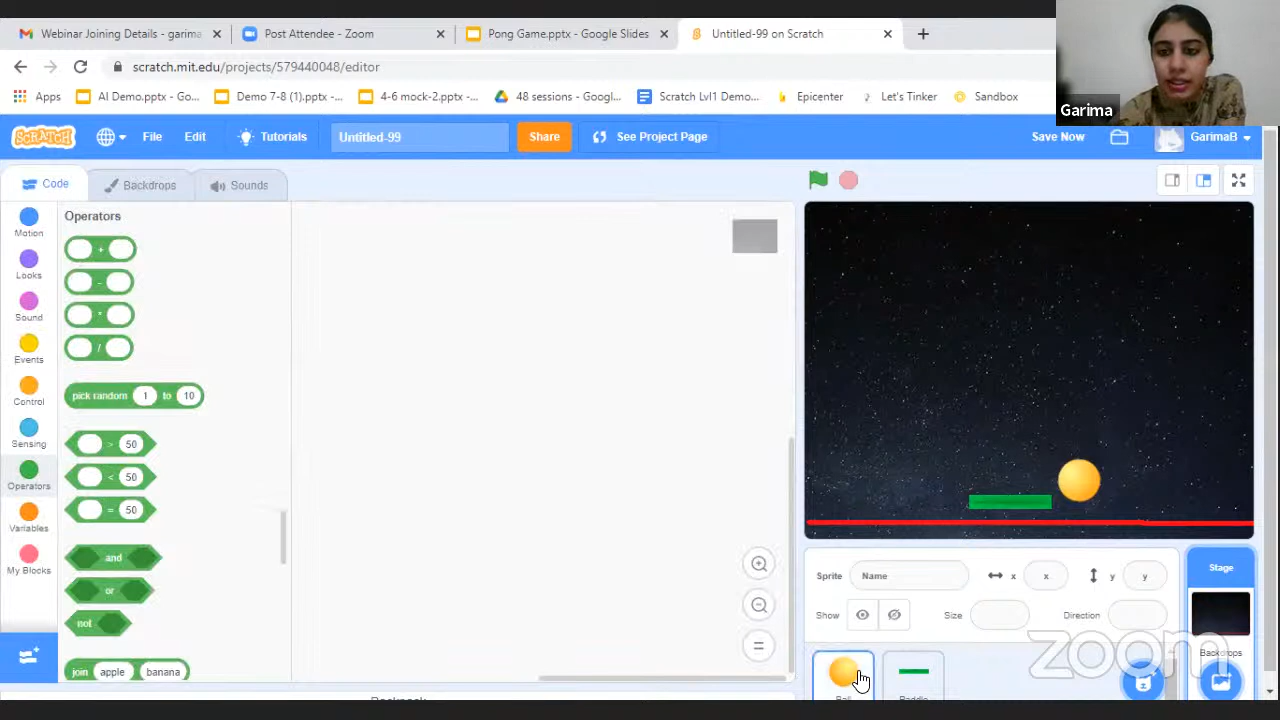 Webinar Joining Details - garima
Post Attendee - Zoom
Pong Game.pptx - Google Slides
Untitled-99 on Scratch
scratch.mit.edu/projects/579440048/editor
Apps
AI Demo.pptx - Go...
Demo 7-8 (1).pptx -...
4-6 mock-2.pptx -...
48 sessions - Googl...
Scratch Lvl1 Demo...
Epicenter
Let's Tinker
Sandbox
Garima
SCRATCH
File
Edit
Tutorials
Untitled-99
Share
See Project Page
Save Now
GarimaB
Code
Backdrops
Sounds
Motion
Looks
Sound
Events
Control
Sensing
Operators
Variables
My Blocks
Operators
+
-
*
/
pick random 1 to 10
> 50
< 50
= 50
and
or
not
join apple banana
Sprite Name x x y y
Show Size Direction
Stage
Backdrops
zoom